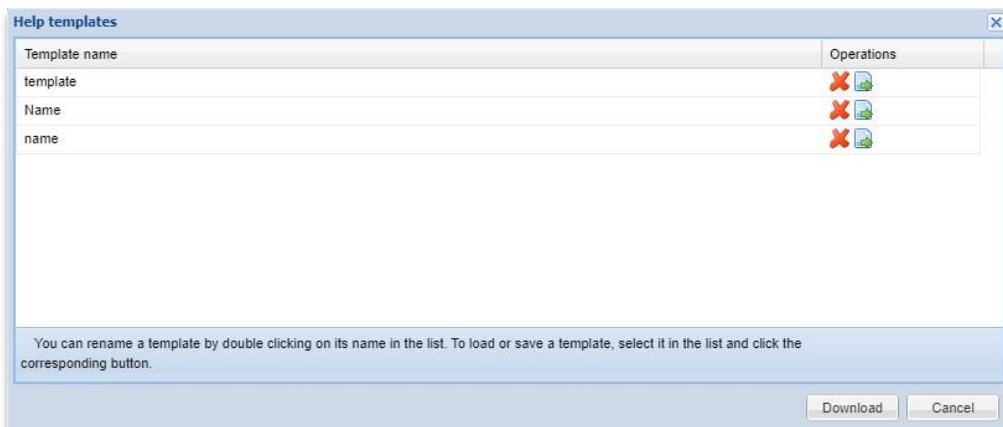 Help templates
Template name Operations
template
Name
name
You can rename a template by double clicking on its name in the list. To load or save a template, select it in the list and click the
corresponding button.
Download Cancel